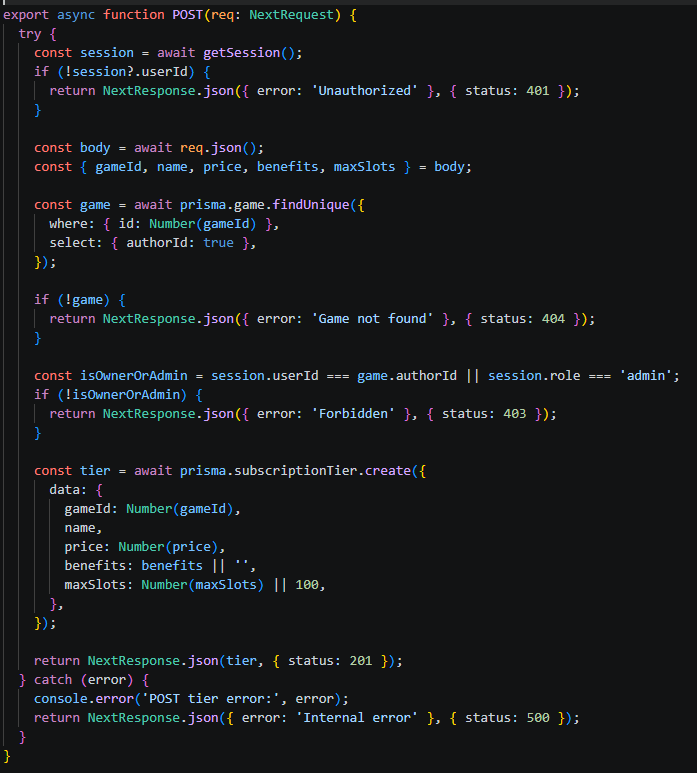 export async function POST(req: NextRequest) {
  try {
    const session = await getSession();
    if (!session?.userId) {
      return NextResponse.json({ error: 'Unauthorized' }, { status: 401 });
    }

    const body = await req.json();
    const { gameId, name, price, benefits, maxSlots } = body;

    const game = await prisma.game.findUnique({
      where: { id: Number(gameId) },
      select: { authorId: true },
    });

    if (!game) {
      return NextResponse.json({ error: 'Game not found' }, { status: 404 });
    }

    const isOwnerOrAdmin = session.userId === game.authorId || session.role === 'admin';
    if (!isOwnerOrAdmin) {
      return NextResponse.json({ error: 'Forbidden' }, { status: 403 });
    }

    const tier = await prisma.subscriptionTier.create({
      data: {
        gameId: Number(gameId),
        name,
        price: Number(price),
        benefits: benefits || '',
        maxSlots: Number(maxSlots) || 100,
      },
    });

    return NextResponse.json(tier, { status: 201 });
  } catch (error) {
    console.error('POST tier error:', error);
    return NextResponse.json({ error: 'Internal error' }, { status: 500 });
  }
}